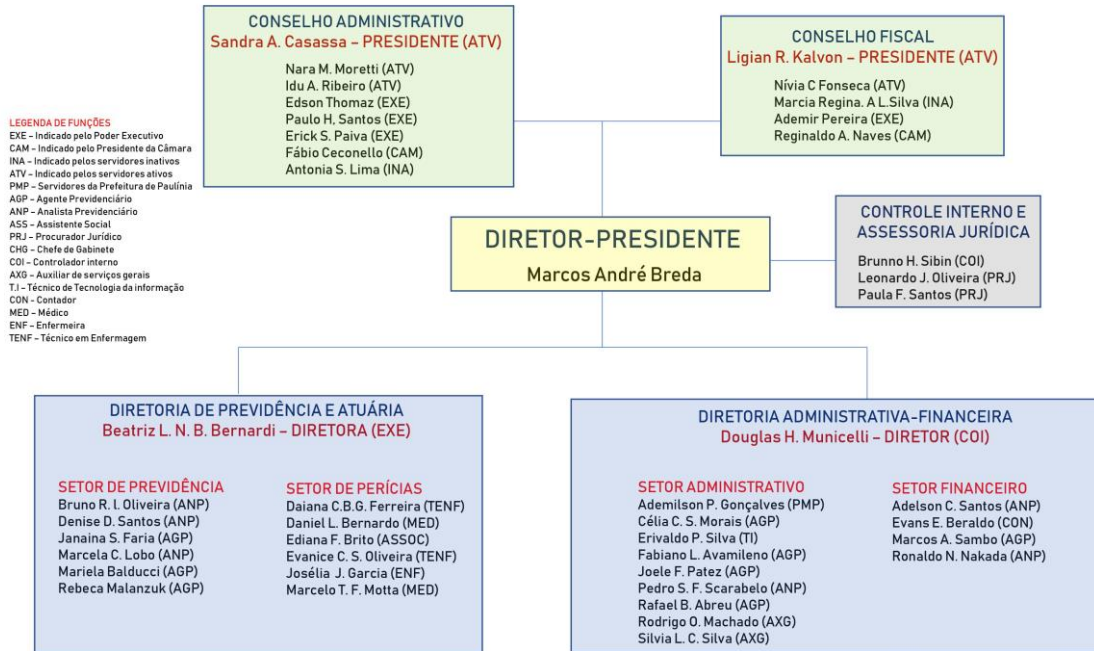 CONSELHO ADMINISTRATIVO
Sandra A. Casassa – PRESIDENTE (ATV)
Nara M. Moretti (ATV)
Idu A. Ribeiro (ATV)
Edson Thomaz (EXE)
Paulo H, Santos (EXE)
Erick S. Paiva (EXE)
Fábio Ceconello (CAM)
Antonia S. Lima (INA)
CONSELHO FISCAL
Ligian R. Kalvon – PRESIDENTE (ATV)
Nívia C Fonseca (ATV)
Marcia Regina. A L.Silva (INA)
Ademir Pereira (EXE)
Reginaldo A. Naves (CAM)
LEGENDA DE FUNÇÕES
EXE – Indicado pelo Poder Executivo
CAM – Indicado pelo Presidente da Câmara
INA – Indicado pelos servidores inativos
ATV – Indicado pelos servidores ativos
PMP – Servidores da Prefeitura de Paulínia
AGP – Agente Previdenciário
ANP – Analista Previdenciário
ASS – Assistente Social
PRJ – Procurador Jurídico
CHG – Chefe de Gabinete
COI – Controlador interno
AXG – Auxiliar de serviços gerais
T.I – Técnico de Tecnologia da informação
CON – Contador
MED – Médico
ENF – Enfermeira
TENF – Técnico em Enfermagem
DIRETOR-PRESIDENTE
Marcos André Breda
CONTROLE INTERNO E
ASSESSORIA JURÍDICA
Brunno H. Sibin (COI)
Leonardo J. Oliveira (PRJ)
Paula F. Santos (PRJ)
DIRETORIA DE PREVIDÊNCIA E ATUÁRIA
Beatriz L. N. B. Bernardi – DIRETORA (EXE)
SETOR DE PREVIDÊNCIA
Bruno R. l. Oliveira (ANP)
Denise D. Santos (ANP)
Janaina S. Faria (AGP)
Marcela C. Lobo (ANP)
Mariela Balducci (AGP)
Rebeca Malanzuk (AGP)
SETOR DE PERÍCIAS
Daiana C.B.G. Ferreira (TENF)
Daniel L. Bernardo (MED)
Ediana F. Brito (ASSOC)
Evanice C. S. Oliveira (TENF)
Josélia J. Garcia (ENF)
Marcelo T. F. Motta (MED)
DIRETORIA ADMINISTRATIVA-FINANCEIRA
Douglas H. Municelli – DIRETOR (COI)
SETOR ADMINISTRATIVO
Ademilson P. Gonçalves (PMP)
Célia C. S. Morais (AGP)
Erivaldo P. Silva (TI)
Fabiano L. Avamileno (AGP)
Joele F. Patez (AGP)
Pedro S. F. Scarabelo (ANP)
Rafael B. Abreu (AGP)
Rodrigo O. Machado (AXG)
Silvia L. C. Silva (AXG)
SETOR FINANCEIRO
Adelson C. Santos (ANP)
Evans E. Beraldo (CON)
Marcos A. Sambo (AGP)
Ronaldo N. Nakada (ANP)